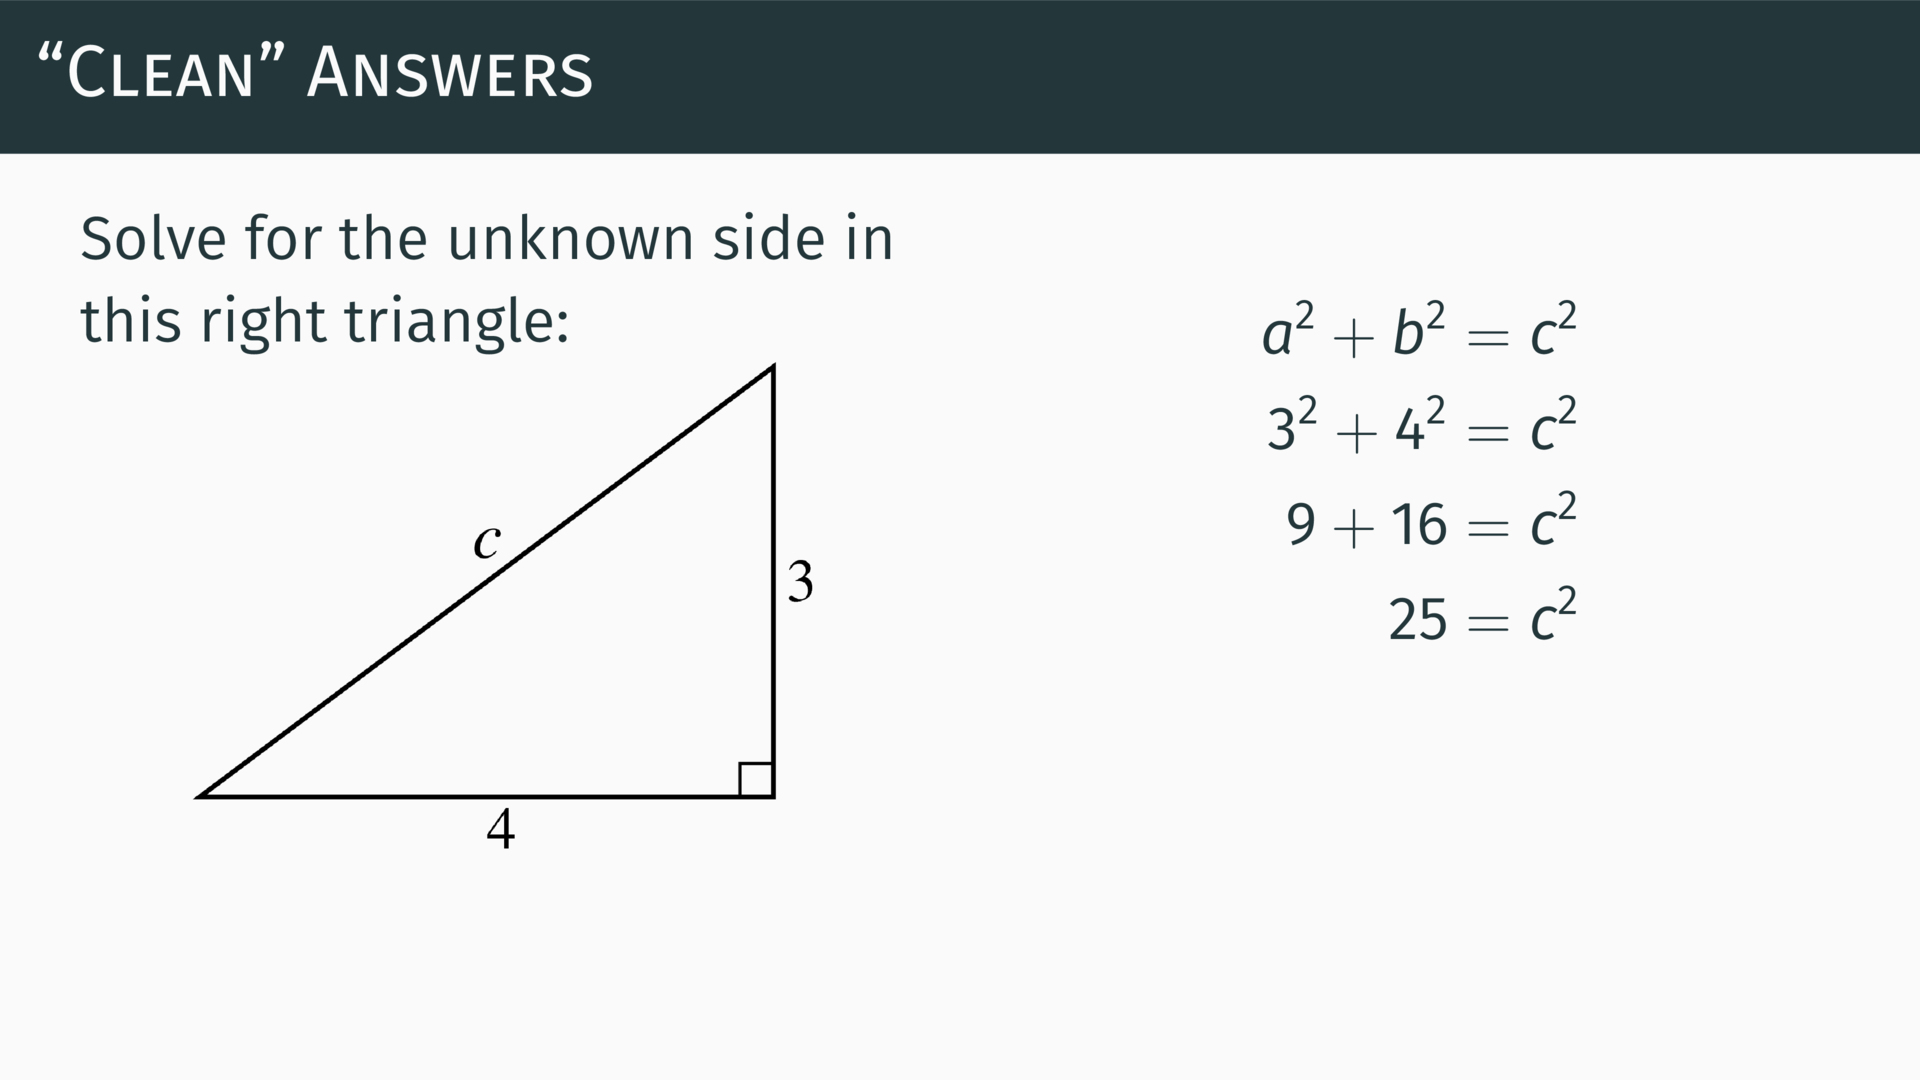 “Clean” Answers
Solve for the unknown side in
this right triangle:
c
3
4
a² + b² = c²
3² + 4² = c²
9 + 16 = c²
25 = c²